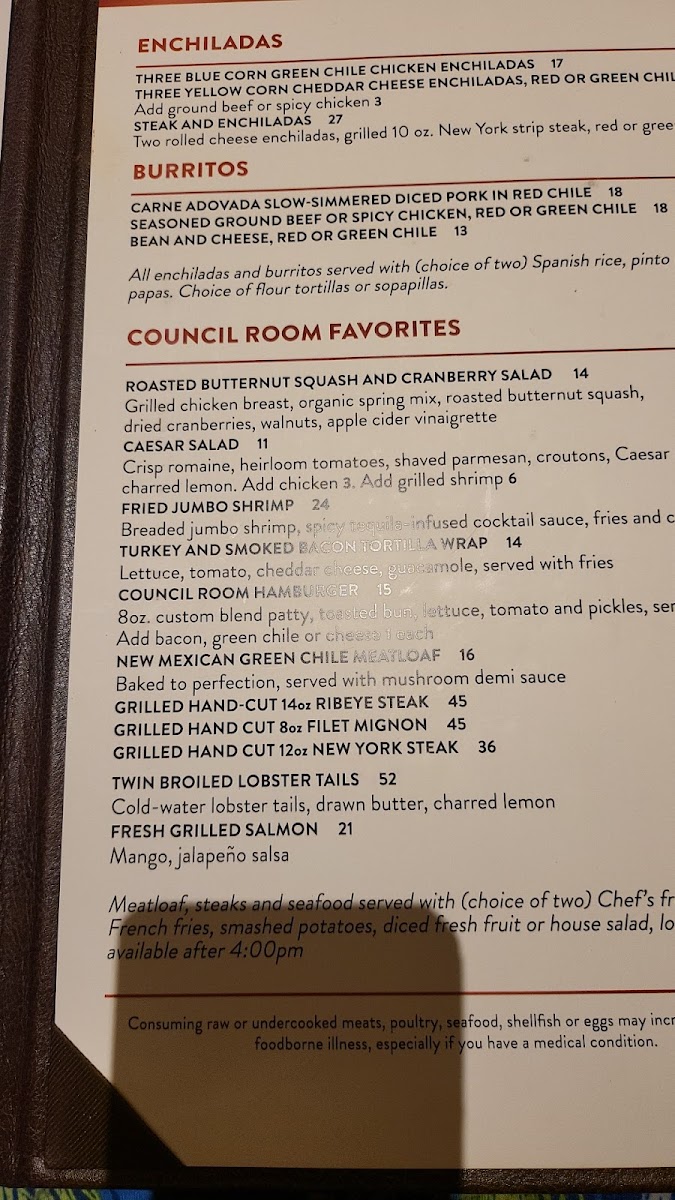 ENCHILADAS
THREE BLUE CORN GREEN CHILE CHICKEN ENCHILADAS 17
THREE YELLOW CORN CHEDDAR CHEESE ENCHILADAS, RED OR GREEN CHIL
Add ground beef or spicy chicken 3
STEAK AND ENCHILADAS 27
Two rolled cheese enchiladas, grilled 10 oz. New York strip steak, red or gree
BURRITOS
CARNE ADOVADA SLOW-SIMMERED DICED PORK IN RED CHILE 18
SEASONED GROUND BEEF OR SPICY CHICKEN, RED OR GREEN CHILE 18
BEAN AND CHEESE, RED OR GREEN CHILE 13
All enchiladas and burritos served with (choice of two) Spanish rice, pinto
papas. Choice of flour tortillas or sopapillas.
COUNCIL ROOM FAVORITES
ROASTED BUTTERNUT SQUASH AND CRANBERRY SALAD 14
Grilled chicken breast, organic spring mix, roasted butternut squash,
dried cranberries, walnuts, apple cider vinaigrette
CAESAR SALAD 11
Crisp romaine, heirloom tomatoes, shaved parmesan, croutons, Caesar
charred lemon. Add chicken 3. Add grilled shrimp 6
FRIED JUMBO SHRIMP 24
Breaded jumbo shrimp, spicy tequila-infused cocktail sauce, fries and c
TURKEY AND SMOKED BACON TORTILLA WRAP 14
Lettuce, tomato, cheddar cheese, guacamole, served with fries
COUNCIL ROOM HAMBURGER 15
8oz. custom blend patty, toasted bun, lettuce, tomato and pickles, ser
Add bacon, green chile or cheese 1 each
NEW MEXICAN GREEN CHILE MEATLOAF 16
Baked to perfection, served with mushroom demi sauce
GRILLED HAND-CUT 14oz RIBEYE STEAK 45
GRILLED HAND CUT 8oz FILET MIGNON 45
GRILLED HAND CUT 12oz NEW YORK STEAK 36
TWIN BROILED LOBSTER TAILS 52
Cold-water lobster tails, drawn butter, charred lemon
FRESH GRILLED SALMON 21
Mango, jalapeño salsa
Meatloaf, steaks and seafood served with (choice of two) Chef's fr
French fries, smashed potatoes, diced fresh fruit or house salad, lo
available after 4:00pm
Consuming raw or undercooked meats, poultry, seafood, shellfish or eggs may incr
foodborne illness, especially if you have a medical condition.